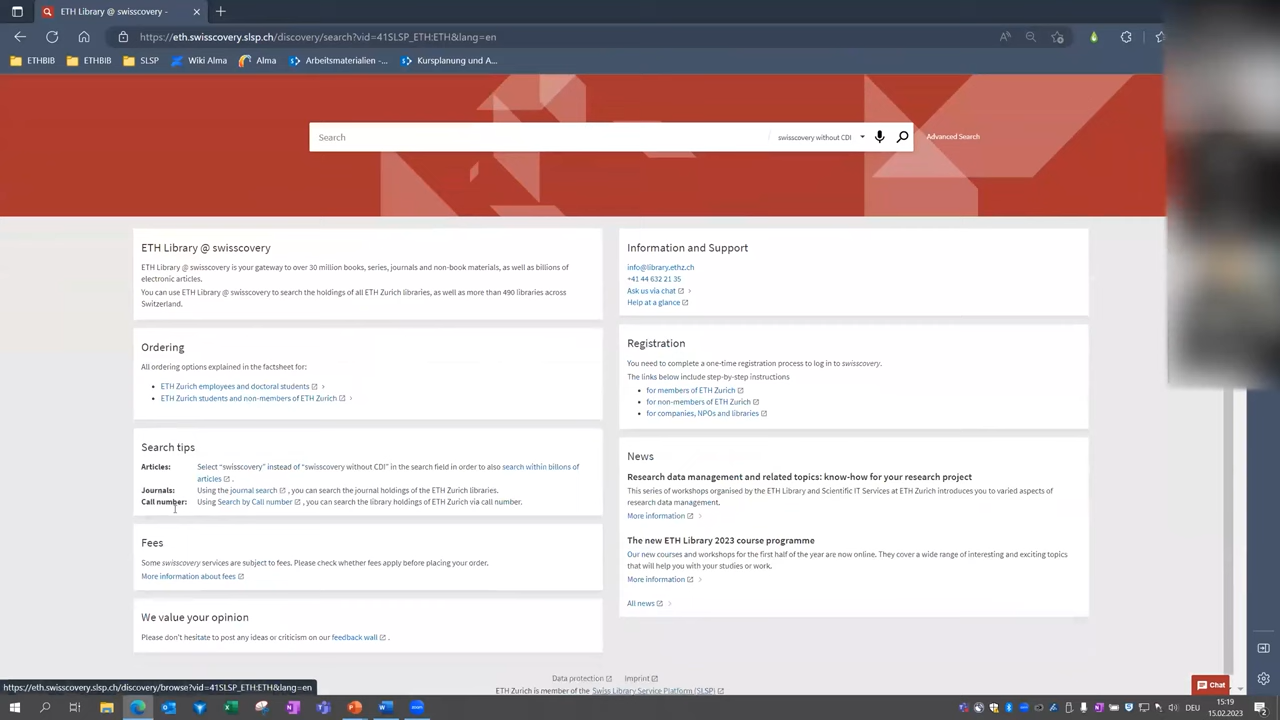 ETH Library @ swisscovery -
https://eth.swisscovery.slsp.ch/discovery/search?vid=41SLSP_ETH:ETH&lang=en
ETHBIB ETHBIB SLSP Wiki Alma Alma Arbeitsmaterialien -... Kursplanung und A...
Search swisscovery without CDI Advanced Search
ETH Library @ swisscovery
ETH Library @ swisscovery is your gateway to over 30 million books, series, journals and non-book materials, as well as billions of
electronic articles.
You can use ETH Library @ swisscovery to search the holdings of all ETH Zurich libraries, as well as more than 490 libraries across
Switzerland.
Ordering
All ordering options explained in the factsheet for:
ETH Zurich employees and doctoral students
ETH Zurich students and non-members of ETH Zurich
Search tips
Articles: Select "swisscovery" instead of "swisscovery without CDI" in the search field in order to also search within billons of
articles .
Journals: Using the journal search , you can search the journal holdings of the ETH Zurich libraries.
Call number: Using Search by Call number , you can search the library holdings of ETH Zurich via call number.
Fees
Some swisscovery services are subject to fees. Please check whether fees apply before placing your order.
More information about fees
We value your opinion
Please don't hesitate to post any ideas or criticism on our feedback wall .
Information and Support
info@library.ethz.ch
+41 44 632 21 35
Ask us via chat
Help at a glance
Registration
You need to complete a one-time registration process to log in to swisscovery.
The links below include step-by-step instructions
for members of ETH Zurich
for non-members of ETH Zurich
for companies, NPOs and libraries
News
Research data management and related topics: know-how for your research project
This series of workshops organised by the ETH Library and Scientific IT Services at ETH Zurich introduces you to varied aspects of
research data management.
More information
The new ETH Library 2023 course programme
Our new courses and workshops for the first half of the year are now online. They cover a wide range of interesting and exciting topics
that will help you with your studies or work.
More information
All news
Data protection Imprint
ETH Zurich is member of the Swiss Library Service Platform (SLSP)
https://eth.swisscovery.slsp.ch/discovery/browse?vid=41SLSP_ETH:ETH&lang=en
Chat
DEU 15:19
15.02.2023